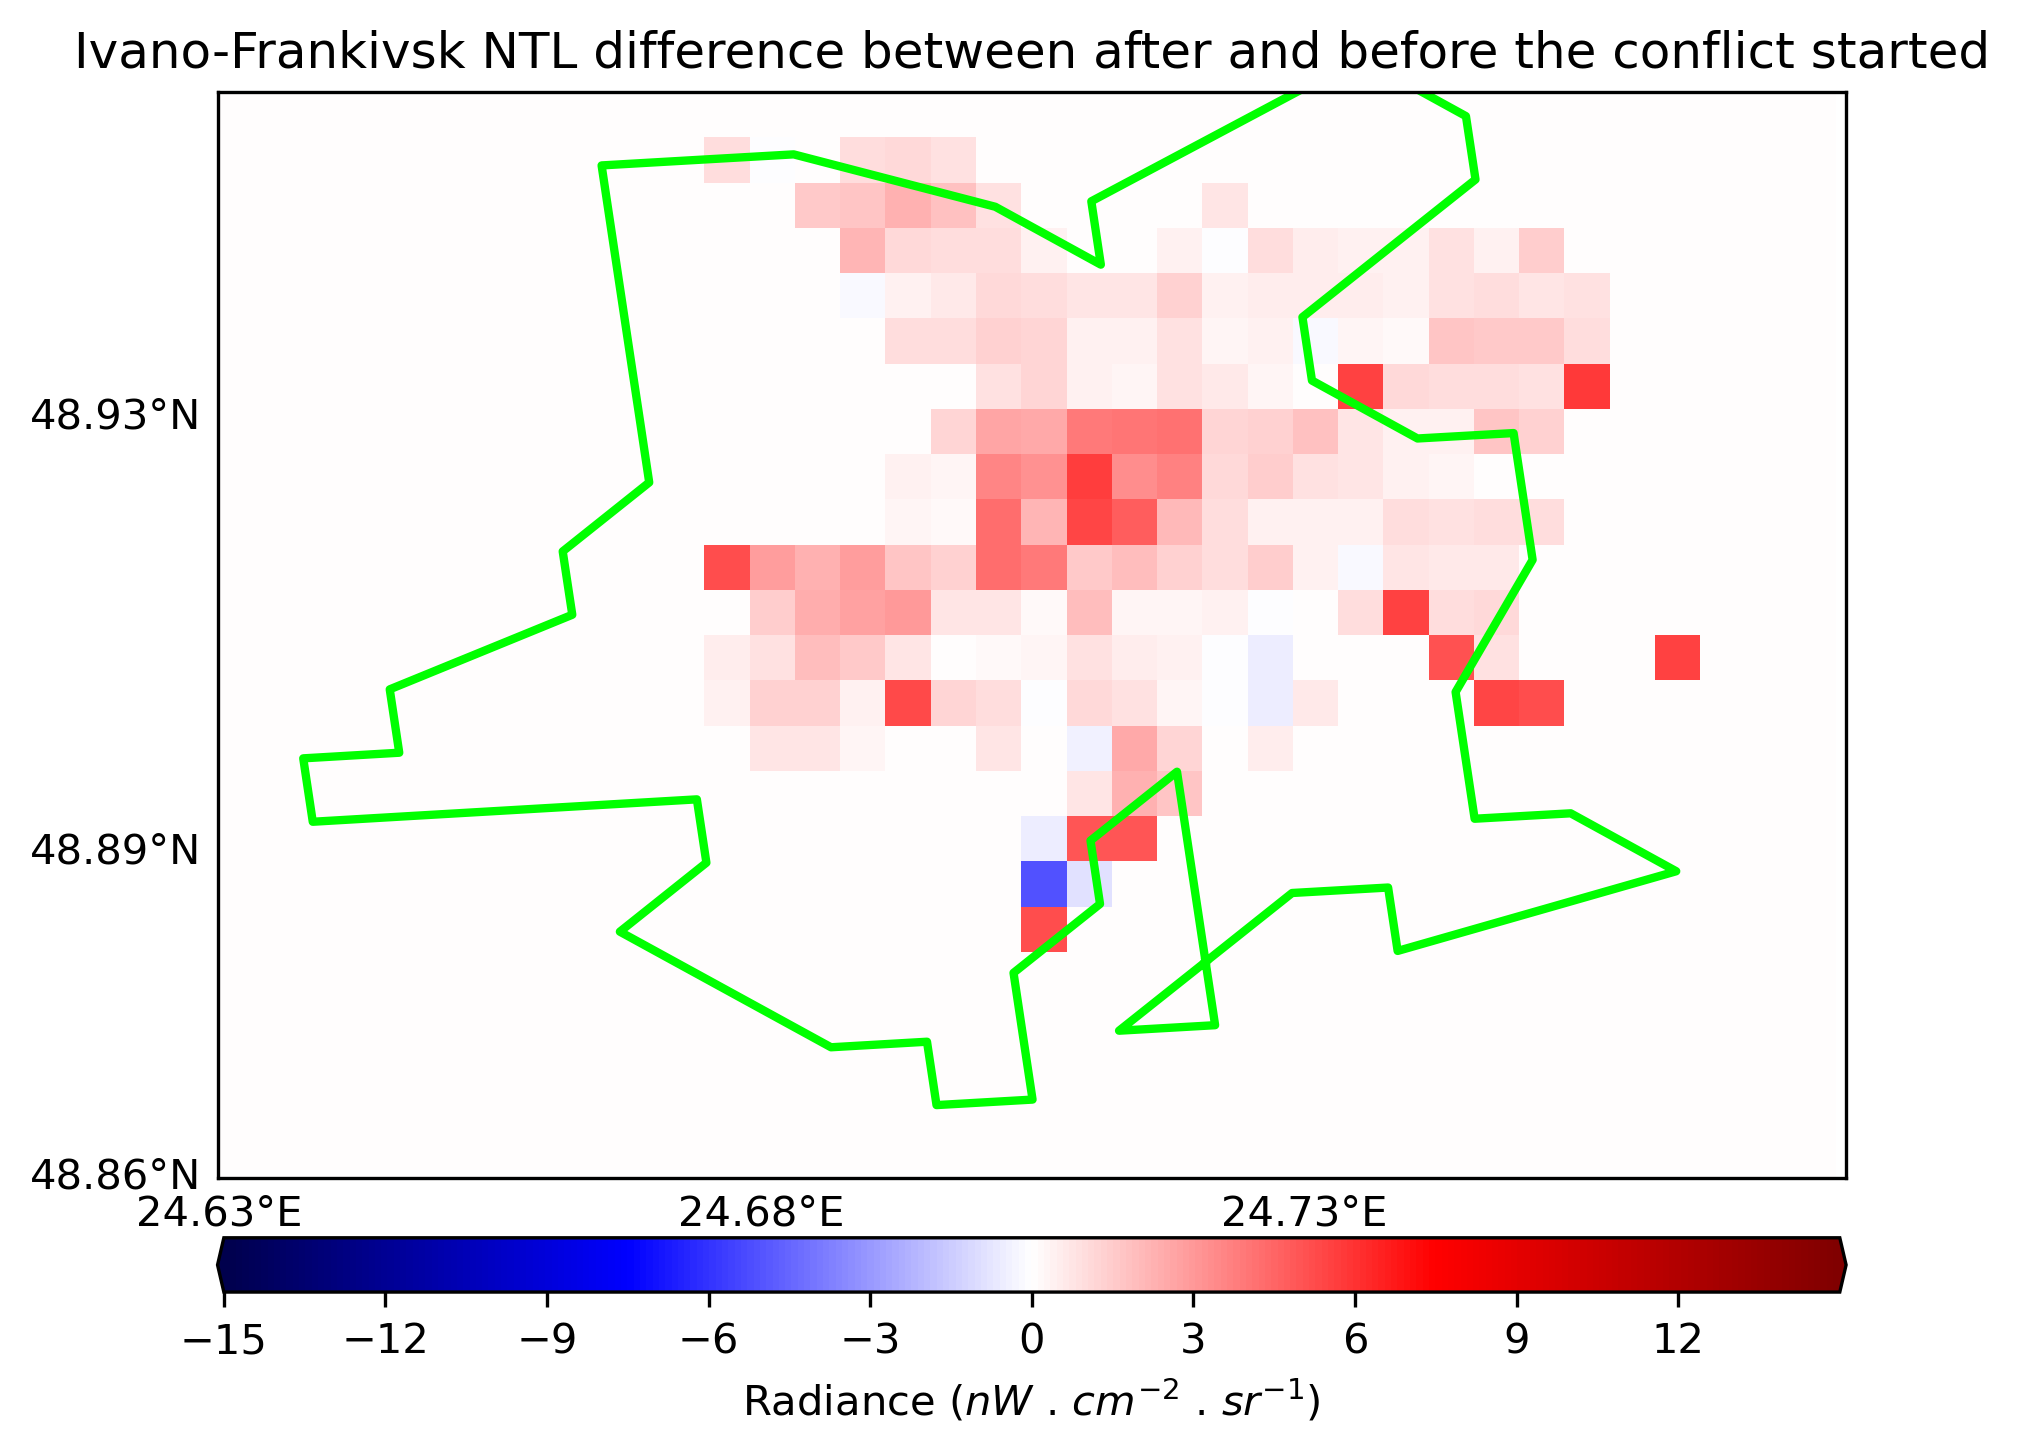 Ivano-Frankivsk NTL difference between after and before the conflict started
48.93°N
48.89°N
48.86°N
24.63°E 24.68°E 24.73°E
−15 −12 −9 −6 −3 0 3 6 9 12
Radiance (nW . cm⁻² . sr⁻¹)